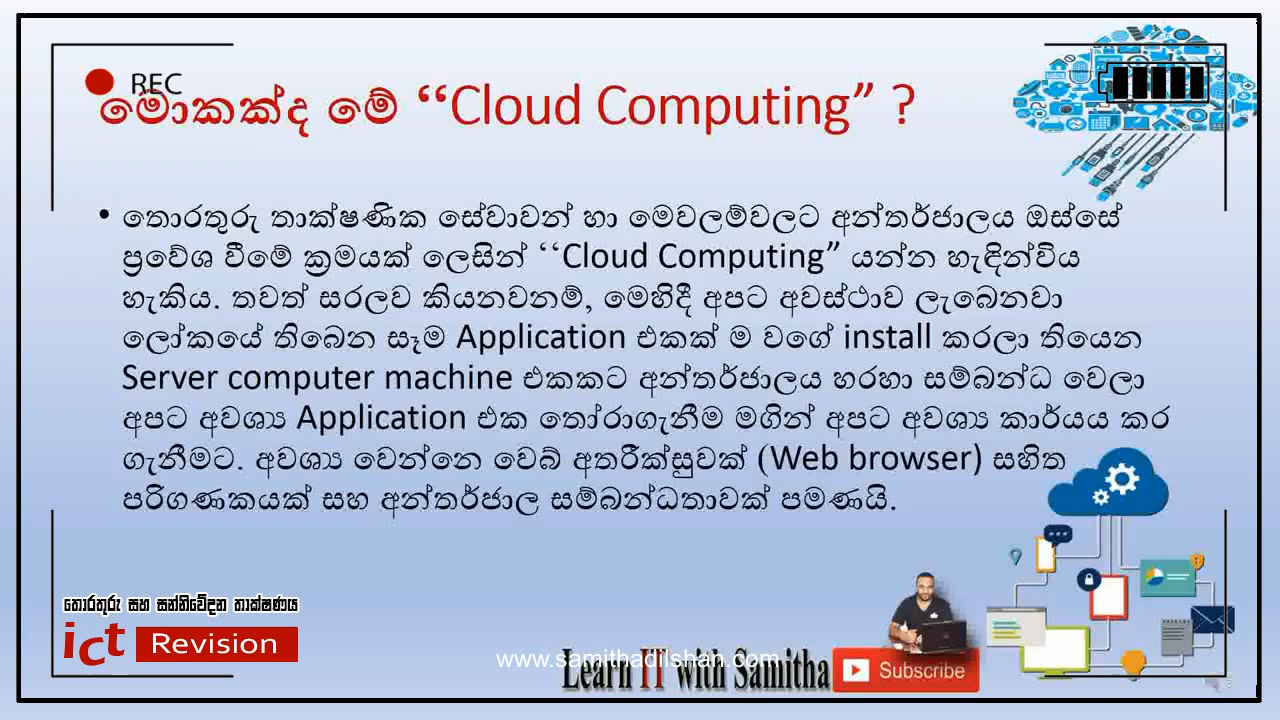 REC
මොකක්ද මේ “Cloud Computing” ?
• තොරතුරු තාක්ෂණික සේවාවන් හා මෙවලම්වලට අන්තර්ජාලය ඔස්සේ
ප්‍රවේශ වීමේ ක්‍රමයක් ලෙසින් “Cloud Computing” යන්න හැඳින්විය
හැකිය. තවත් සරලව කියනවනම්, මෙහිදී අපට අවස්ථාව ලැබෙනවා
ලෝකයේ තිබෙන සෑම Application එකක් ම වගේ install කරලා තියෙන
Server computer machine එකකට අන්තර්ජාලය හරහා සම්බන්ධ වෙලා
අපට අවශ්‍ය Application එක තෝරාගැනීම මගින් අපට අවශ්‍ය කාර්යය කර
ගැනීමට. අවශ්‍ය වෙන්නෙ වෙබ් අතරික්සුවක් (Web browser) සහිත
පරිගණකයක් සහ අන්තර්ජාල සම්බන්ධතාවක් පමණයි.
තොරතුරු සහ සන්නිවේදන තාක්ෂණය
ict Revision
www.samithadilshan.com
Learn IT with Samitha
Subscribe